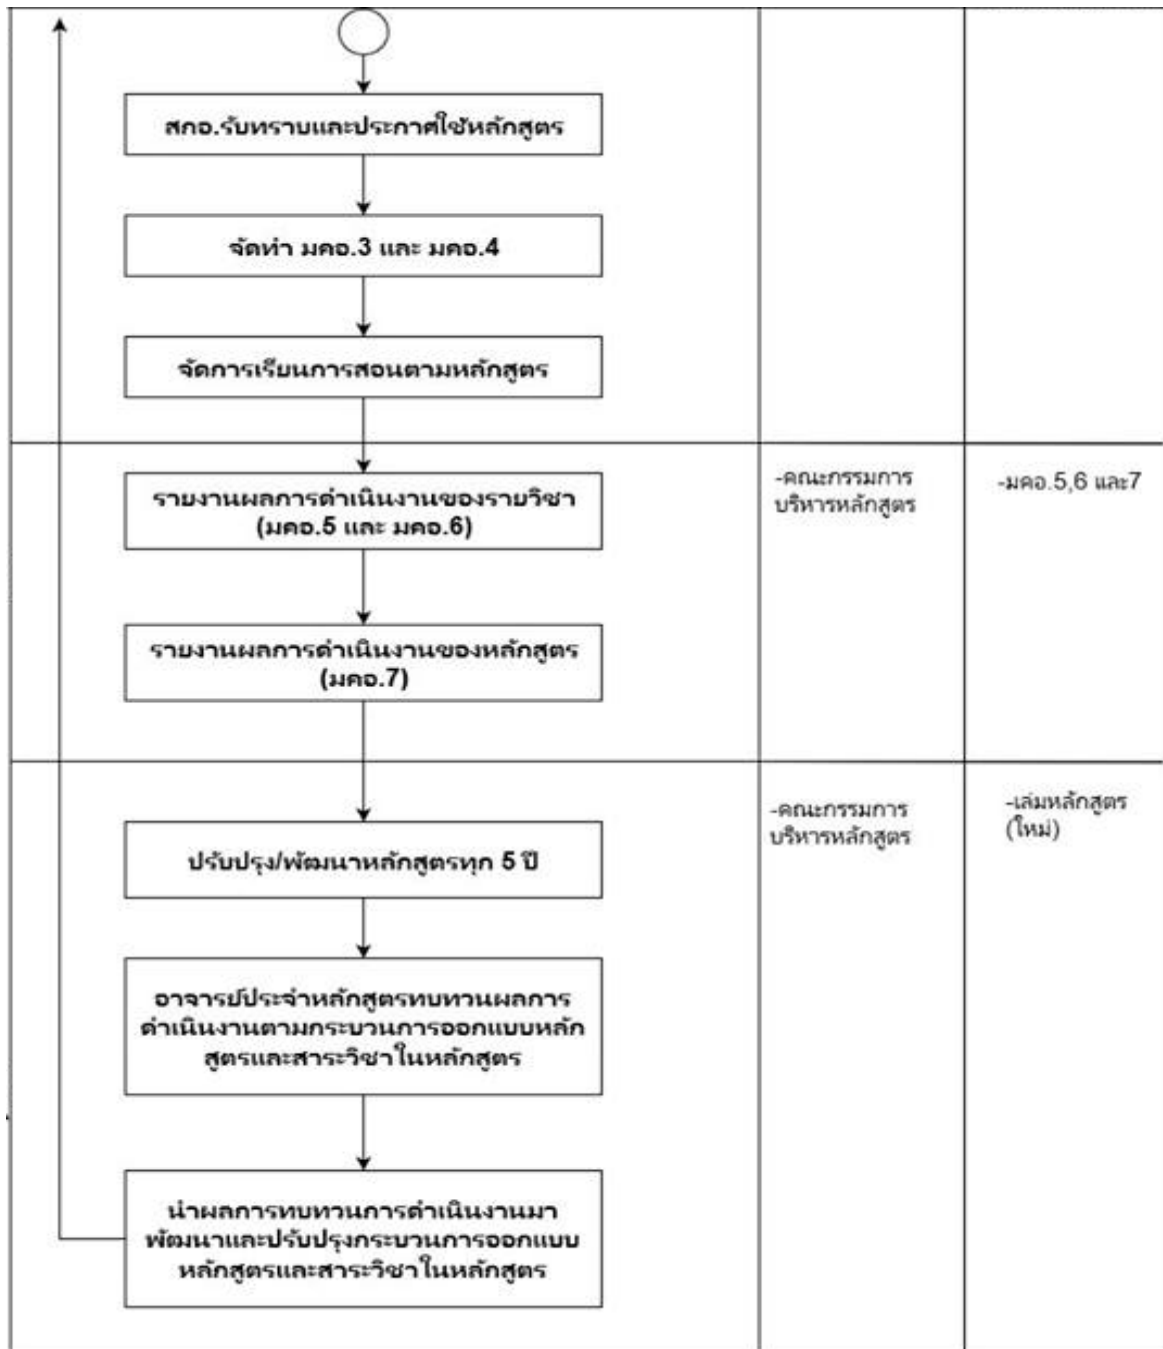 สกอ.รับทราบและประกาศใช้หลักสูตร
จัดทำ มคอ.3 และ มคอ.4
จัดการเรียนการสอนตามหลักสูตร
รายงานผลการดำเนินงานของรายวิชา
(มคอ.5 และ มคอ.6)
-คณะกรรมการ
บริหารหลักสูตร
-มคอ.5,6 และ7
รายงานผลการดำเนินงานของหลักสูตร
(มคอ.7)
ปรับปรุง/พัฒนาหลักสูตรทุก 5 ปี
-คณะกรรมการ
บริหารหลักสูตร
-เล่มหลักสูตร
(ใหม่)
อาจารย์ประจำหลักสูตรทบทวนผลการ
ดำเนินงานตามกระบวนการออกแบบหลัก
สูตรและสาระวิชาในหลักสูตร
นำผลการทบทวนการดำเนินงานมา
พัฒนาและปรับปรุงกระบวนการออกแบบ
หลักสูตรและสาระวิชาในหลักสูตร